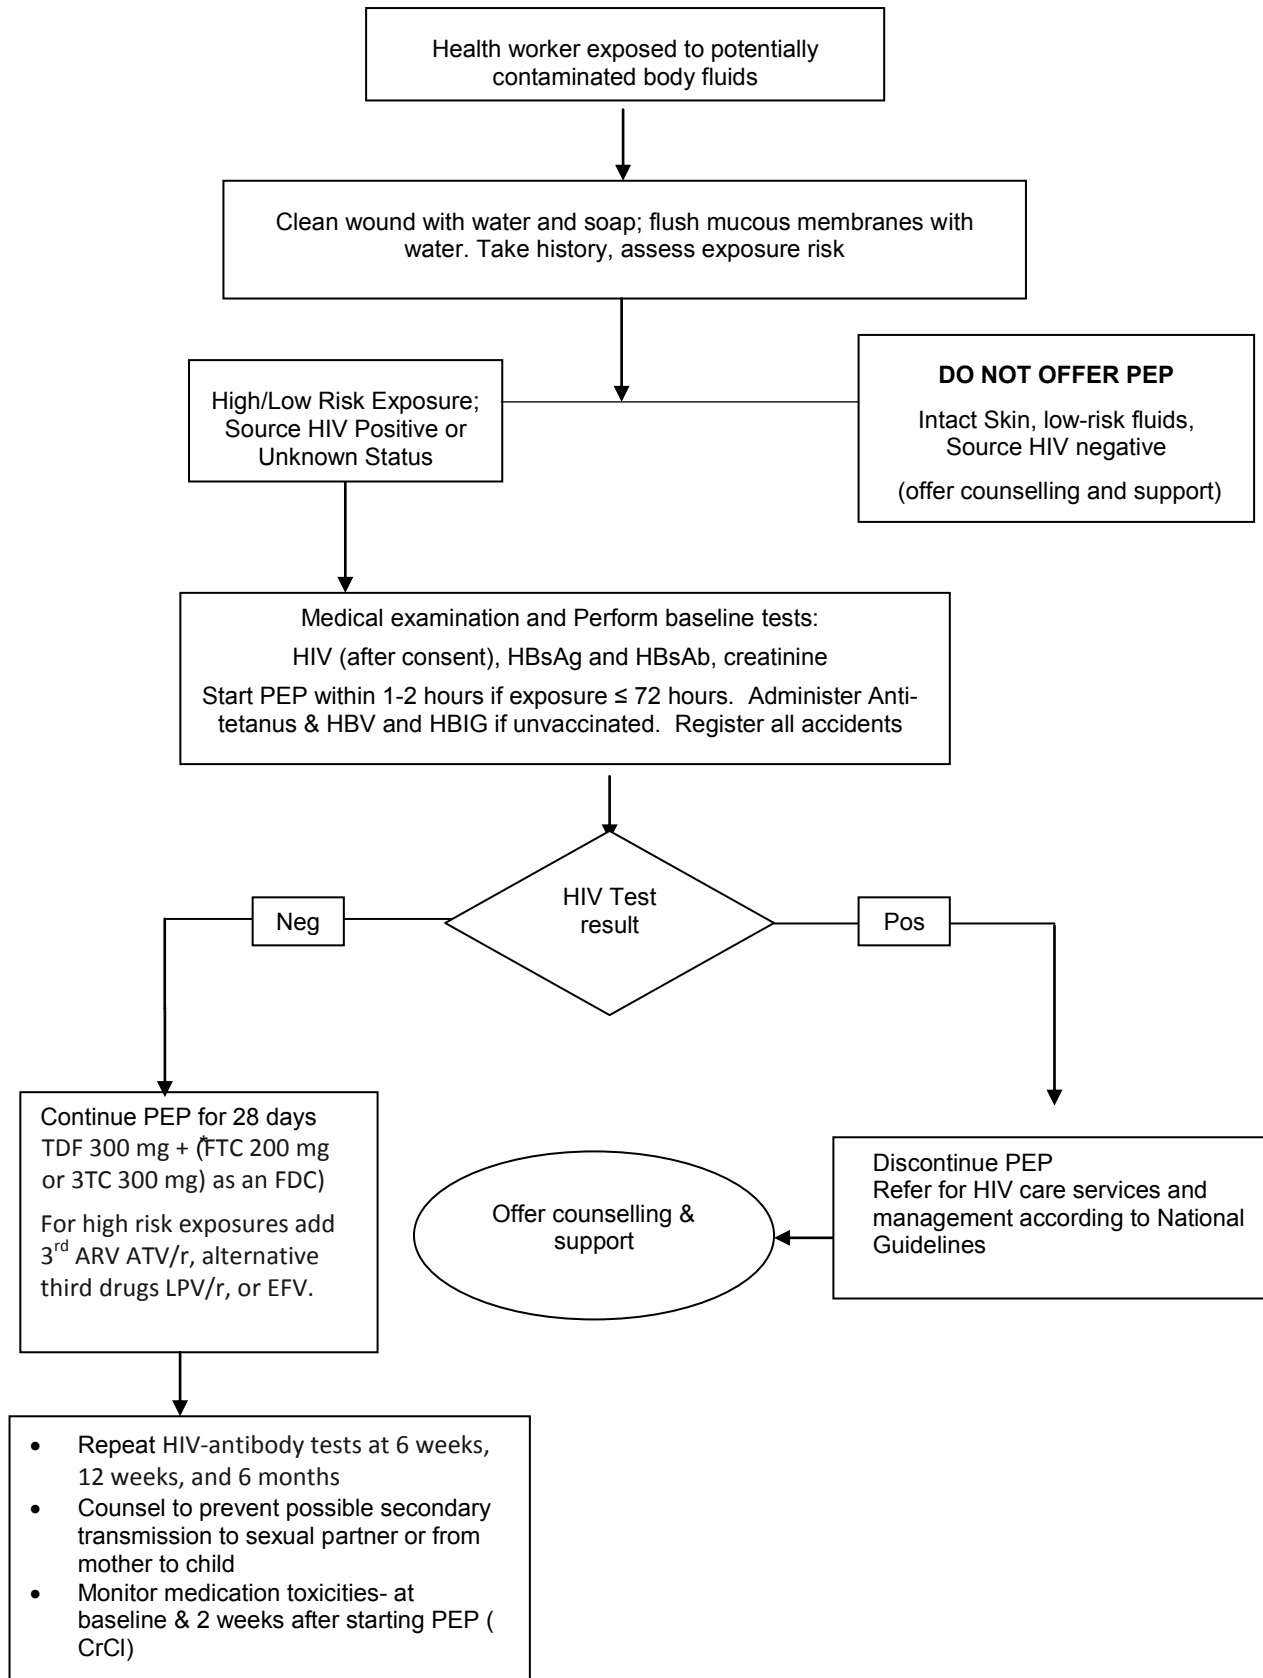 Health worker exposed to potentially
contaminated body fluids
Clean wound with water and soap; flush mucous membranes with
water. Take history, assess exposure risk
High/Low Risk Exposure;
Source HIV Positive or
Unknown Status
DO NOT OFFER PEP
Intact Skin, low-risk fluids,
Source HIV negative
(offer counselling and support)
Medical examination and Perform baseline tests:
HIV (after consent), HBsAg and HBsAb, creatinine
Start PEP within 1-2 hours if exposure ≤ 72 hours. Administer Anti-
tetanus & HBV and HBIG if unvaccinated. Register all accidents
HIV Test
result
Neg
Pos
Continue PEP for 28 days
TDF 300 mg + (*FTC 200 mg
or 3TC 300 mg) as an FDC)
For high risk exposures add
3rd ARV ATV/r, alternative
third drugs LPV/r, or EFV.
Offer counselling &
support
Discontinue PEP
Refer for HIV care services and
management according to National
Guidelines
• Repeat HIV-antibody tests at 6 weeks,
12 weeks, and 6 months
• Counsel to prevent possible secondary
transmission to sexual partner or from
mother to child
• Monitor medication toxicities- at
baseline & 2 weeks after starting PEP (
CrCl)